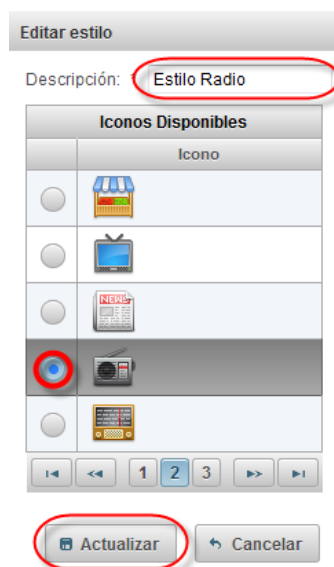 Editar estilo
Descripción: * Estilo Radio
Iconos Disponibles
Icono
NEWS
1 2 3
Actualizar Cancelar